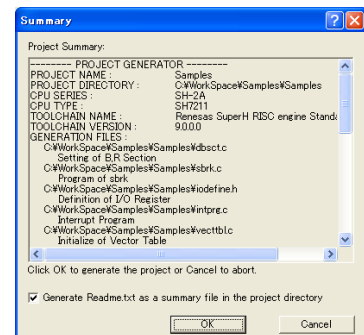 Summary
Project Summary:
-------- PROJECT GENERATOR --------
PROJECT NAME : Samples
PROJECT DIRECTORY : C:¥WorkSpace¥Samples¥Samples
CPU SERIES : SH-2A
CPU TYPE : SH7211
TOOLCHAIN NAME : Renesas SuperH RISC engine Standa
TOOLCHAIN VERSION : 9.0.0.0
GENERATION FILES :
C:¥WorkSpace¥Samples¥Samples¥dbsct.c
Setting of B,R Section
C:¥WorkSpace¥Samples¥Samples¥sbrk.c
Program of sbrk
C:¥WorkSpace¥Samples¥Samples¥iodefine.h
Definition of I/O Register
C:¥WorkSpace¥Samples¥Samples¥intprg.c
Interrupt Program
C:¥WorkSpace¥Samples¥Samples¥vecttbl.c
Initialize of Vector Table
Click OK to generate the project or Cancel to abort.
Generate Readme.txt as a summary file in the project directory
OK Cancel